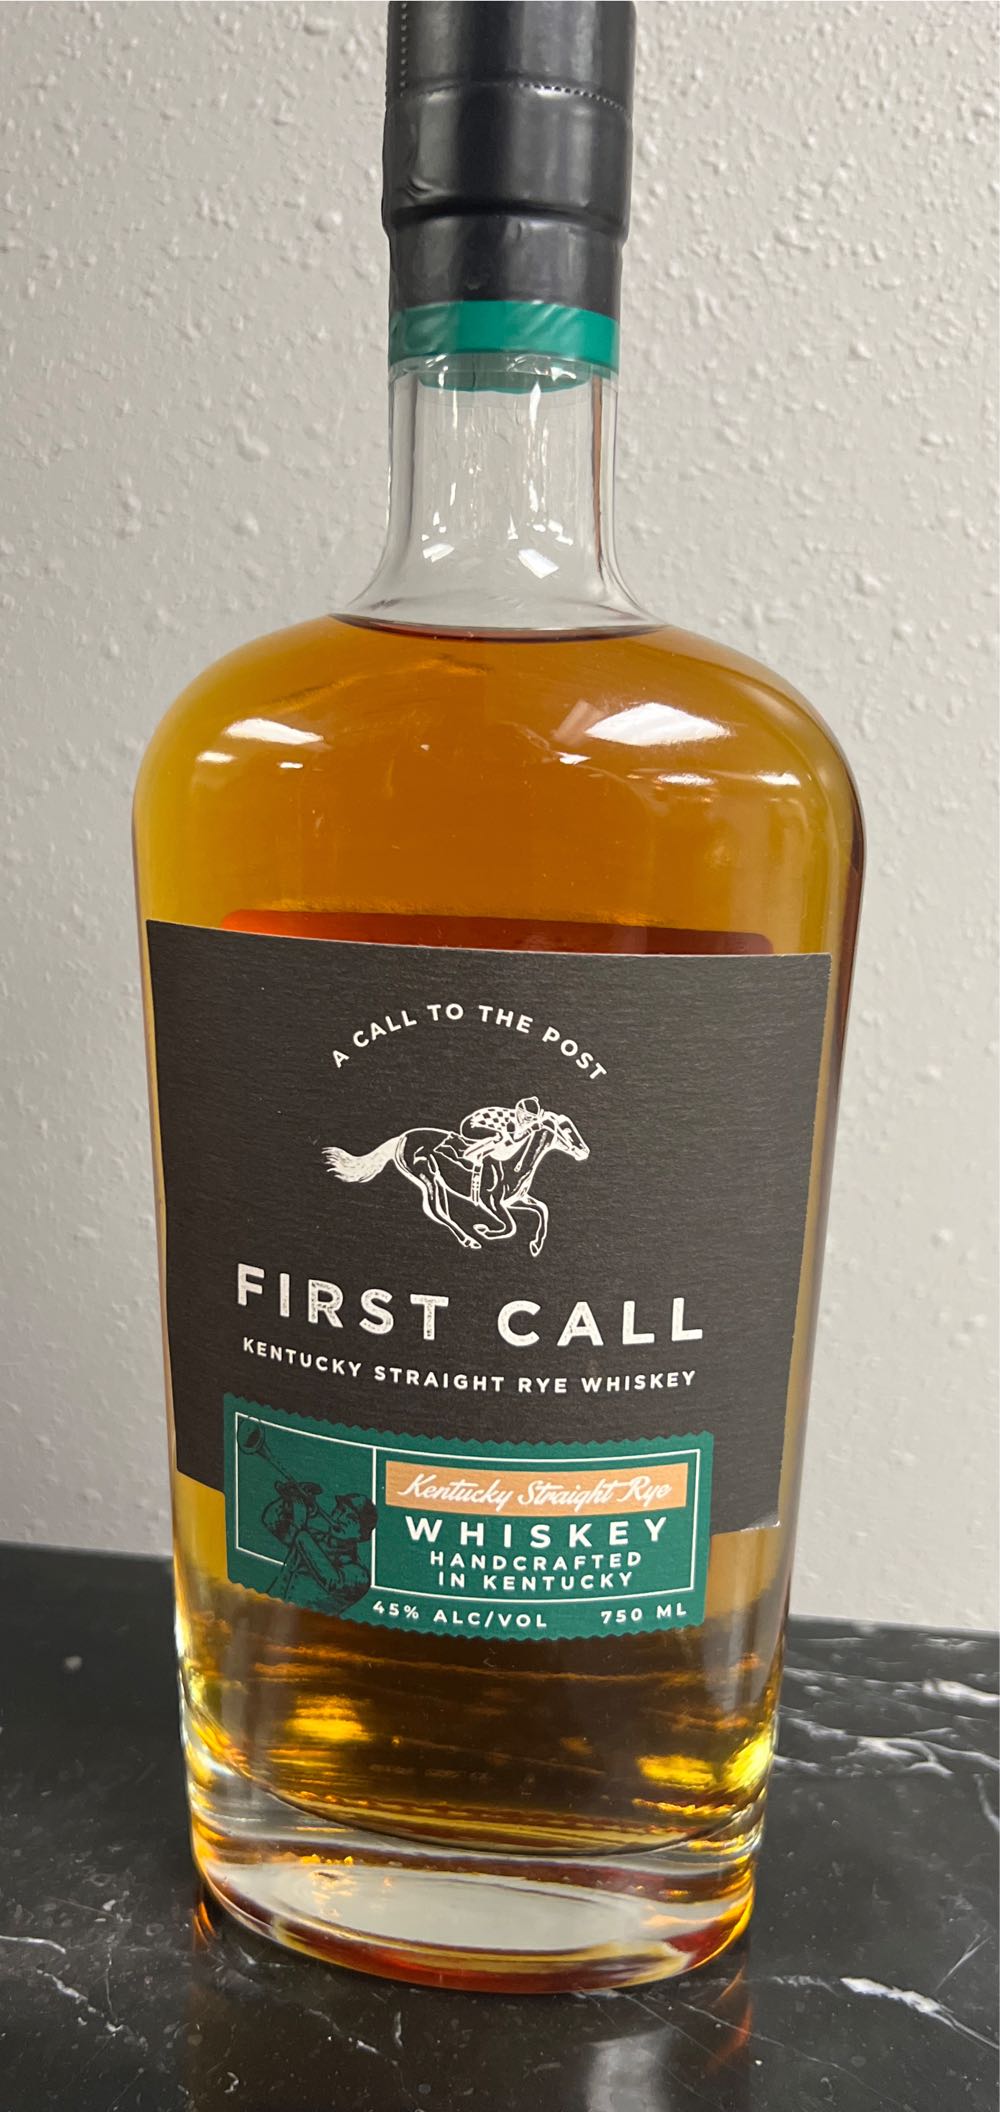 A CALL TO THE POST
FIRST CALL
KENTUCKY STRAIGHT RYE WHISKEY
Kentucky Straight Rye
WHISKEY
HANDCRAFTED
IN KENTUCKY
45% ALC/VOL 750 ML